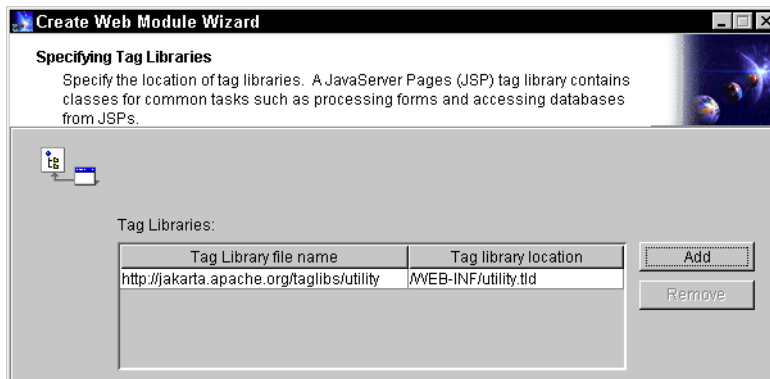 Create Web Module Wizard
Specifying Tag Libraries
Specify the location of tag libraries. A JavaServer Pages (JSP) tag library contains
classes for common tasks such as processing forms and accessing databases
from JSPs.
Tag Libraries:
Tag Library file name Tag library location
http://jakarta.apache.org/taglibs/utility /WEB-INF/utility.tld
Add
Remove